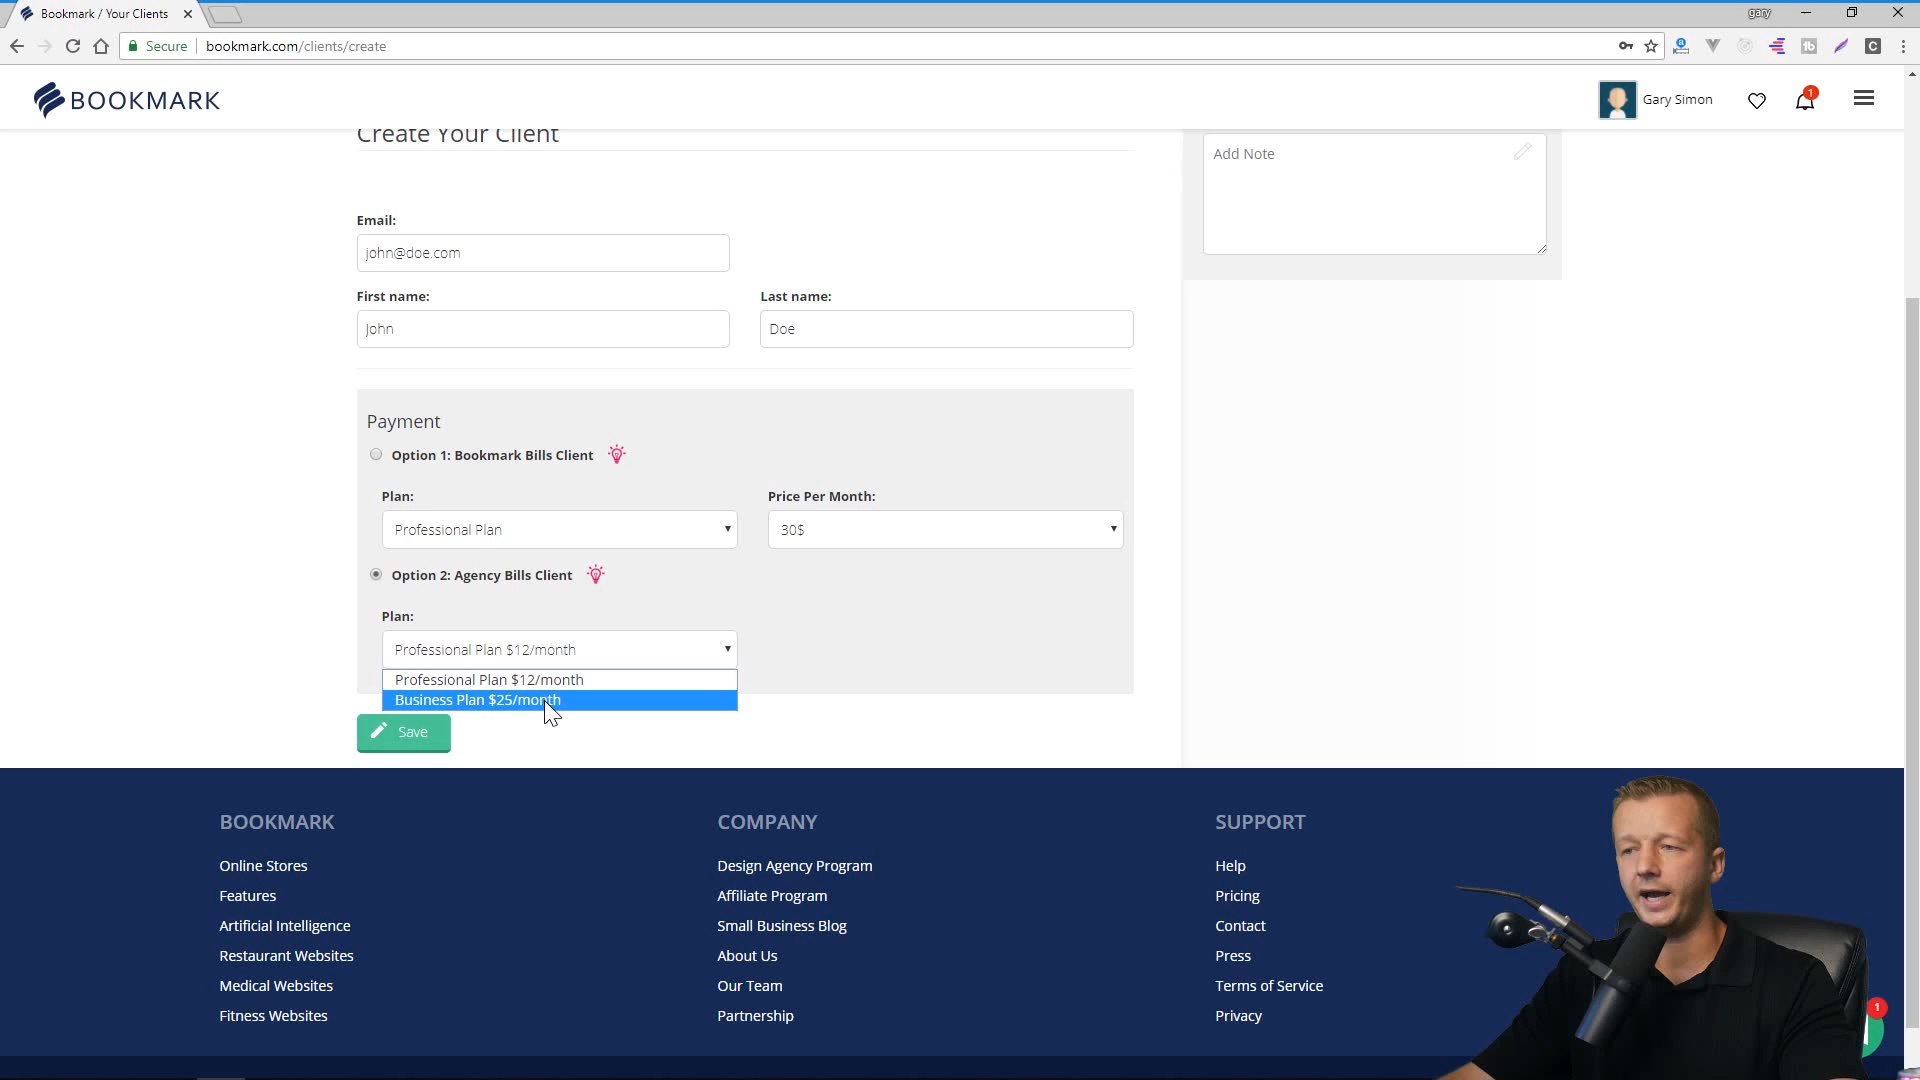 Bookmark / Your Clients
gary
Secure
bookmark.com/clients/create
BOOKMARK
Gary Simon
1
Create Your Client
Add Note
Email:
john@doe.com
First name:
Last name:
John
Doe
Payment
Option 1: Bookmark Bills Client
Plan:
Price Per Month:
Professional Plan
30$
Option 2: Agency Bills Client
Plan:
Professional Plan $12/month
Professional Plan $12/month
Business Plan $25/month
Save
BOOKMARK
Online Stores
Features
Artificial Intelligence
Restaurant Websites
Medical Websites
Fitness Websites
COMPANY
Design Agency Program
Affiliate Program
Small Business Blog
About Us
Our Team
Partnership
SUPPORT
Help
Pricing
Contact
Press
Terms of Service
Privacy
1